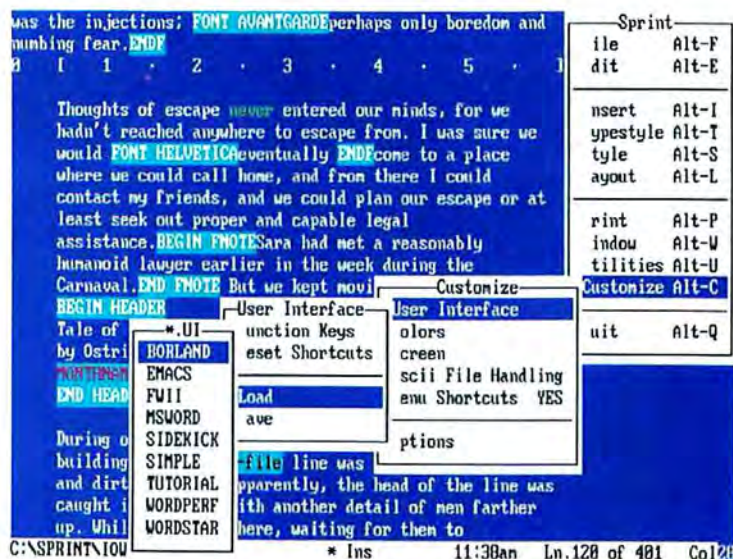 was the injections; FONT AVANTGARDEperhaps only boredom and
numbing fear.ENDF
0 [ 1 · 2 · 3 · 4 · 5 · ]
Thoughts of escape never entered our minds, for we
hadn't reached anywhere to escape from. I was sure we
would FONT HELVETICAeventually ENDFcome to a place
where we could call home, and from there I could
contact my friends, and we could plan our escape or at
least seek out proper and capable legal
assistance.BEGIN FNOTESara had met a reasonably
humanoid lawyer earlier in the week during the
Carnaval.END FNOTE But we kept movi
BEGIN HEADER
Tale of
by Ostri
MONTHNAM
END HEAD
During o
building -file line was
and dirt pparently, the head of the line was
caught i ith another detail of men farther
up. Whil here, waiting for them to
C:\SPRINT\IOW * Ins 11:38am Ln.120 of 401 Col20
Sprint
ile Alt-F
dit Alt-E
nsert Alt-I
ypestyle Alt-T
tyle Alt-S
ayout Alt-L
rint Alt-P
indow Alt-W
tilities Alt-U
Customize Alt-C
uit Alt-Q
Customize
User Interface
olors
creen
scii File Handling
enu Shortcuts YES
ptions
User Interface
unction Keys
eset Shortcuts
Load
ave
*.UI
BORLAND
EMACS
FWII
MSWORD
SIDEKICK
SIMPLE
TUTORIAL
WORDPERF
WORDSTAR